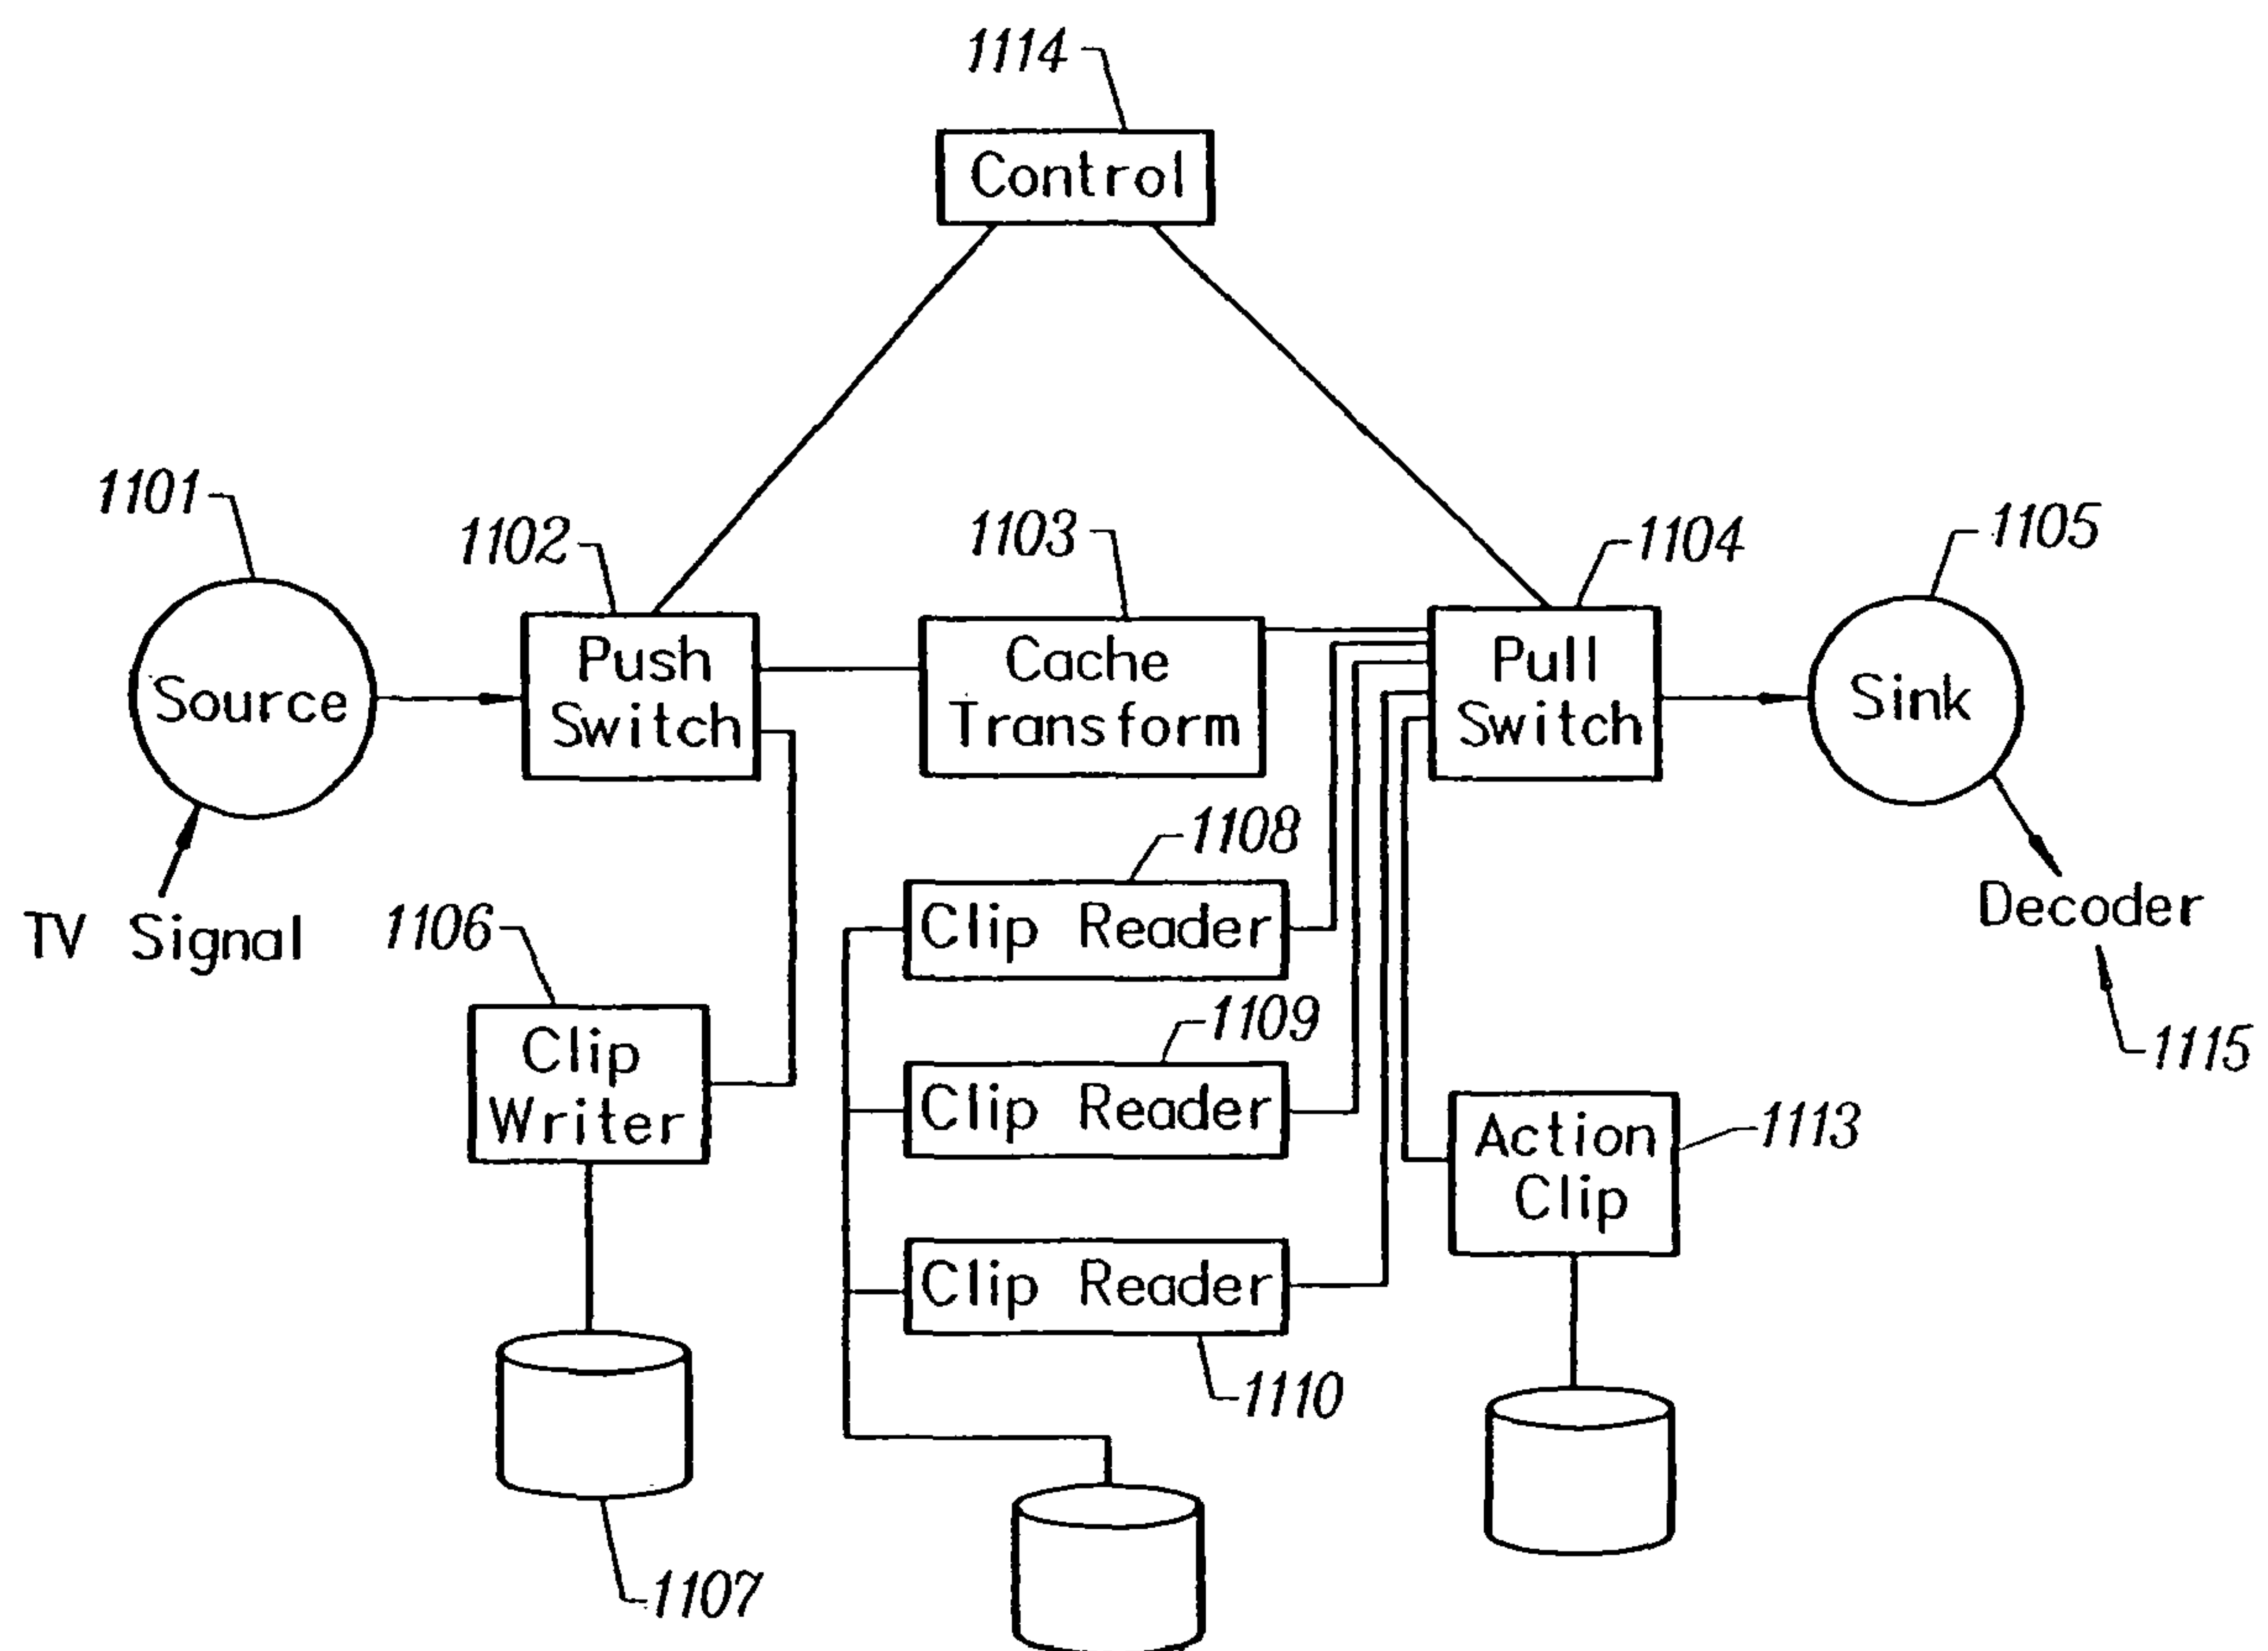 1114
Control
1101
1102
1103
1104
1105
Source
Push
Switch
Cache
Transform
Pull
Switch
Sink
TV Signal
1106
Clip
Writer
1107
1108
Clip Reader
1109
Clip Reader
Clip Reader
1110
Action
Clip
1113
Decoder
1115